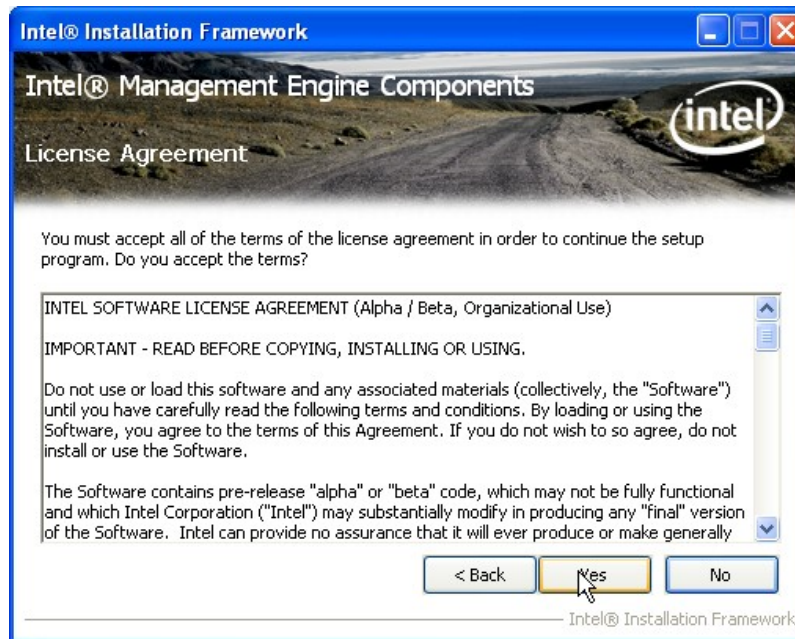 Intel® Installation Framework
Intel® Management Engine Components
intel
License Agreement
You must accept all of the terms of the license agreement in order to continue the setup
program. Do you accept the terms?
INTEL SOFTWARE LICENSE AGREEMENT (Alpha / Beta, Organizational Use)
IMPORTANT - READ BEFORE COPYING, INSTALLING OR USING.
Do not use or load this software and any associated materials (collectively, the "Software")
until you have carefully read the following terms and conditions. By loading or using the
Software, you agree to the terms of this Agreement. If you do not wish to so agree, do not
install or use the Software.
The Software contains pre-release "alpha" or "beta" code, which may not be fully functional
and which Intel Corporation ("Intel") may substantially modify in producing any "final" version
of the Software.  Intel can provide no assurance that it will ever produce or make generally
< Back
Yes
No
Intel® Installation Framework